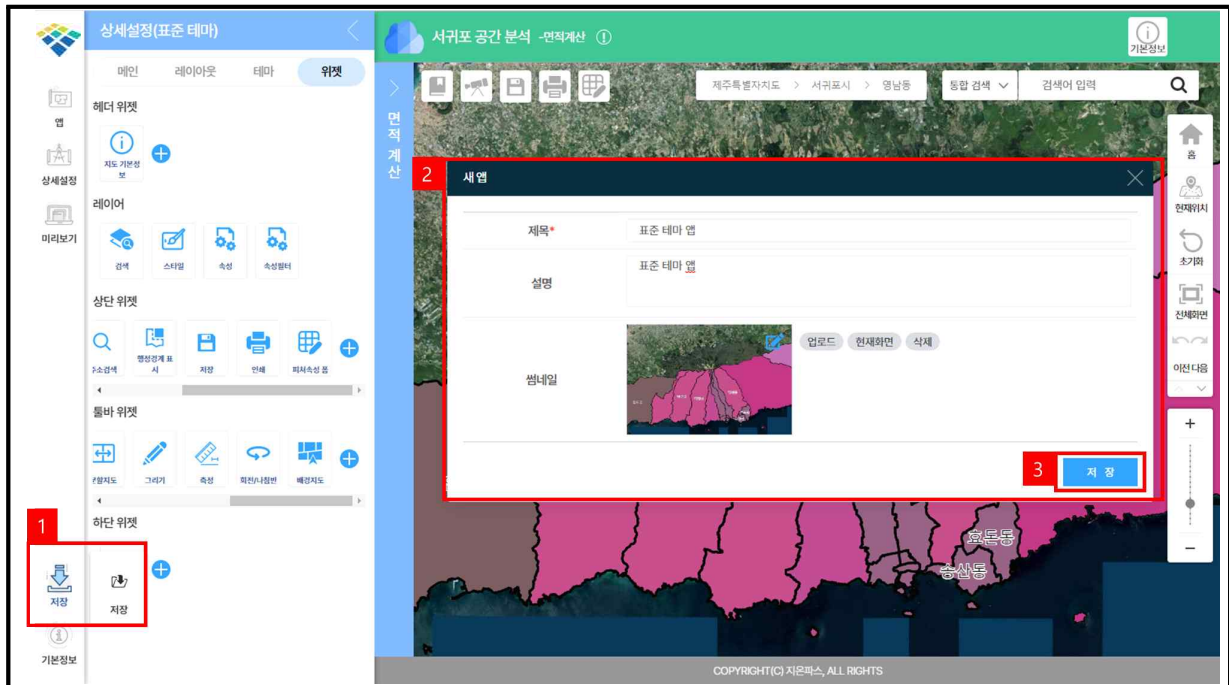 상세설정(표준 테마)
메인 레이아웃 테마 위젯
앱
상세설정
미리보기
헤더 위젯
지도 기본정
보
레이어
검색 스타일 속성 속성필터
상단 위젯
주소검색 행정경계 표
시 저장 인쇄 피처속성 폼
툴바 위젯
분할지도 그리기 측정 회전/나침반 배경지도
하단 위젯
1
저장
저장
기본정보
서귀포 공간 분석 -면적계산
기본정보
면적계산
제주특별자치도 > 서귀포시 > 영남동
통합 검색
검색어 입력
홈
현재위치
초기화
전체화면
이전 다음
+
−
2
새 앱
제목*
표준 테마 앱
설명
표준 테마 앱
썸네일
업로드 현재화면 삭제
3
저 장
효돈동
송산동
COPYRIGHT(C) 지온파스, ALL RIGHTS